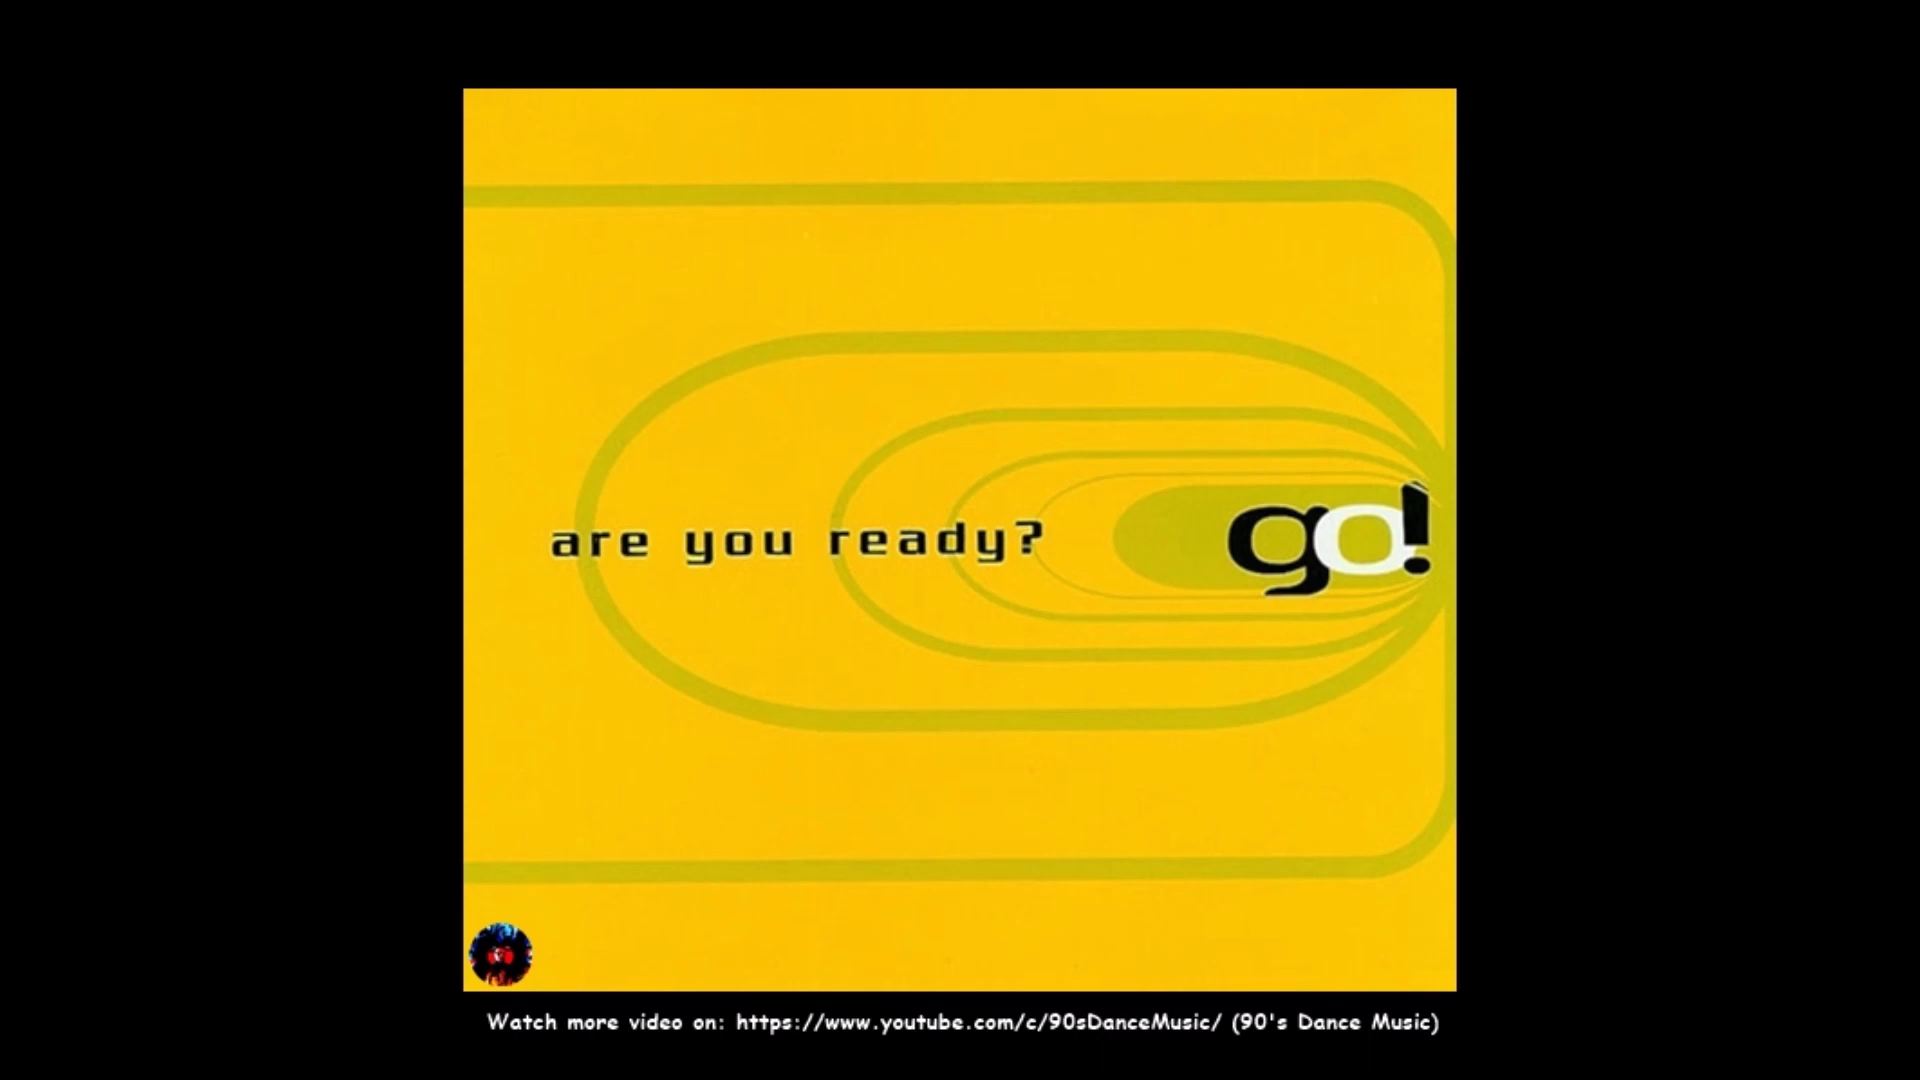 are you ready?
go!
Watch more video on: https://www.youtube.com/c/90sDanceMusic/ (90's Dance Music)